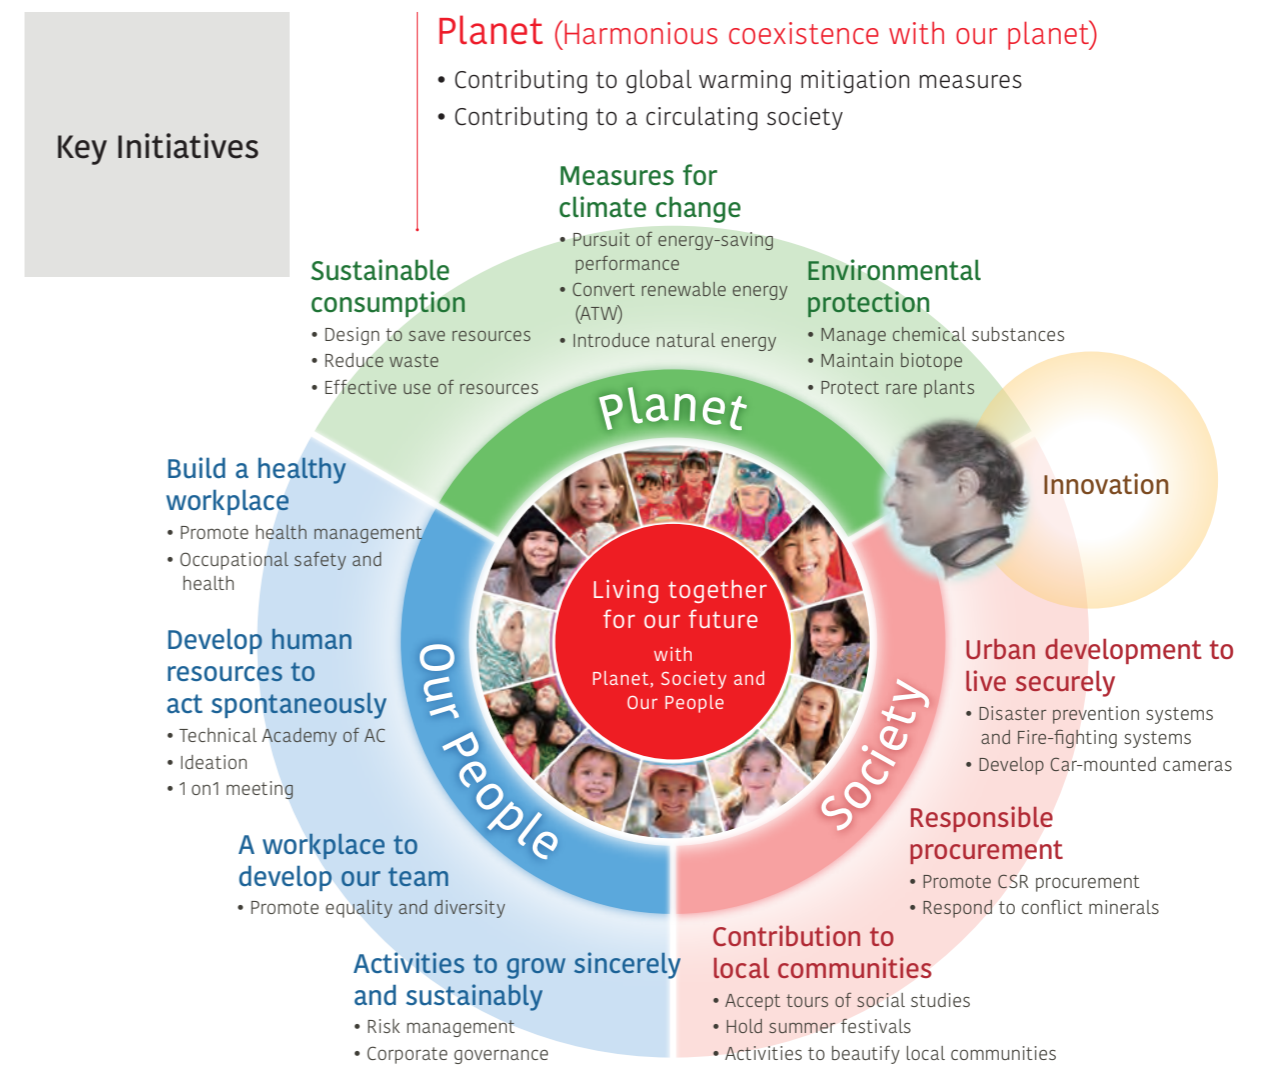 Key Initiatives
Planet (Harmonious coexistence with our planet)
• Contributing to global warming mitigation measures
• Contributing to a circulating society
Measures for
climate change
• Pursuit of energy-saving
performance
• Convert renewable energy
(ATW)
• Introduce natural energy
Sustainable
consumption
• Design to save resources
• Reduce waste
• Effective use of resources
Environmental
protection
• Manage chemical substances
• Maintain biotope
• Protect rare plants
Planet
Innovation
Build a healthy
workplace
• Promote health management
• Occupational safety and
health
Develop human
resources to
act spontaneously
• Technical Academy of AC
• Ideation
• 1 on1 meeting
A workplace to
develop our team
• Promote equality and diversity
Activities to grow sincerely
and sustainably
• Risk management
• Corporate governance
Our People
Living together
for our future
with
Planet, Society and
Our People
Society
Urban development to
live securely
• Disaster prevention systems
and Fire-fighting systems
• Develop Car-mounted cameras
Responsible
procurement
• Promote CSR procurement
• Respond to conflict minerals
Contribution to
local communities
• Accept tours of social studies
• Hold summer festivals
• Activities to beautify local communities